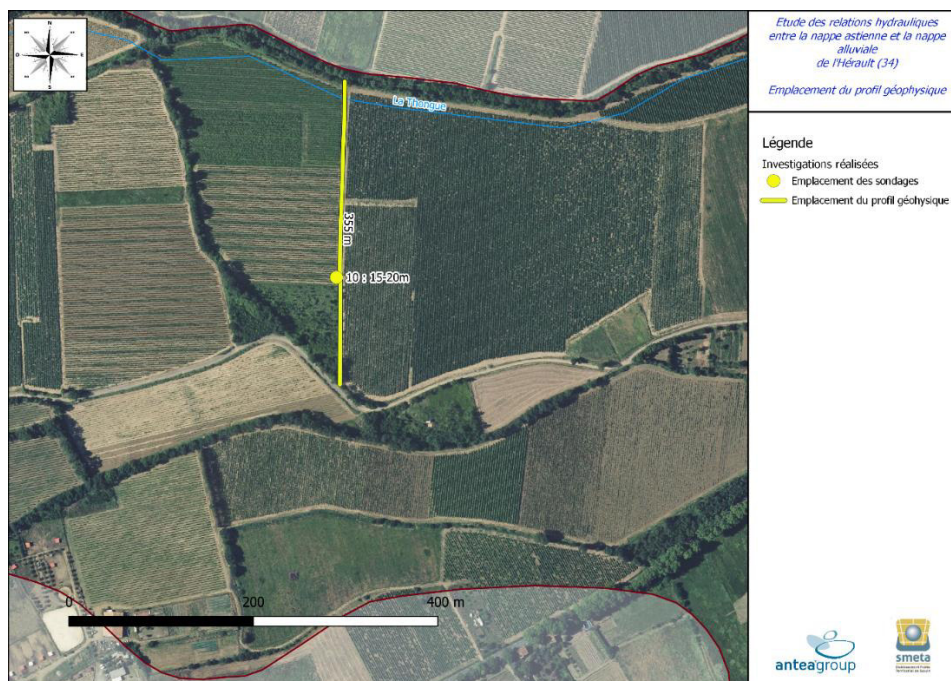 Etude des relations hydrauliques
entre la nappe astienne et la nappe
alluviale
de l'Hérault (34)
Emplacement du profil géophysique
Légende
Investigations réalisées
Emplacement des sondages
Emplacement du profil géophysique
N
O
E
S
La Thongue
355 m
10 : 15-20m
0
200
400 m
anteagroup
smeta